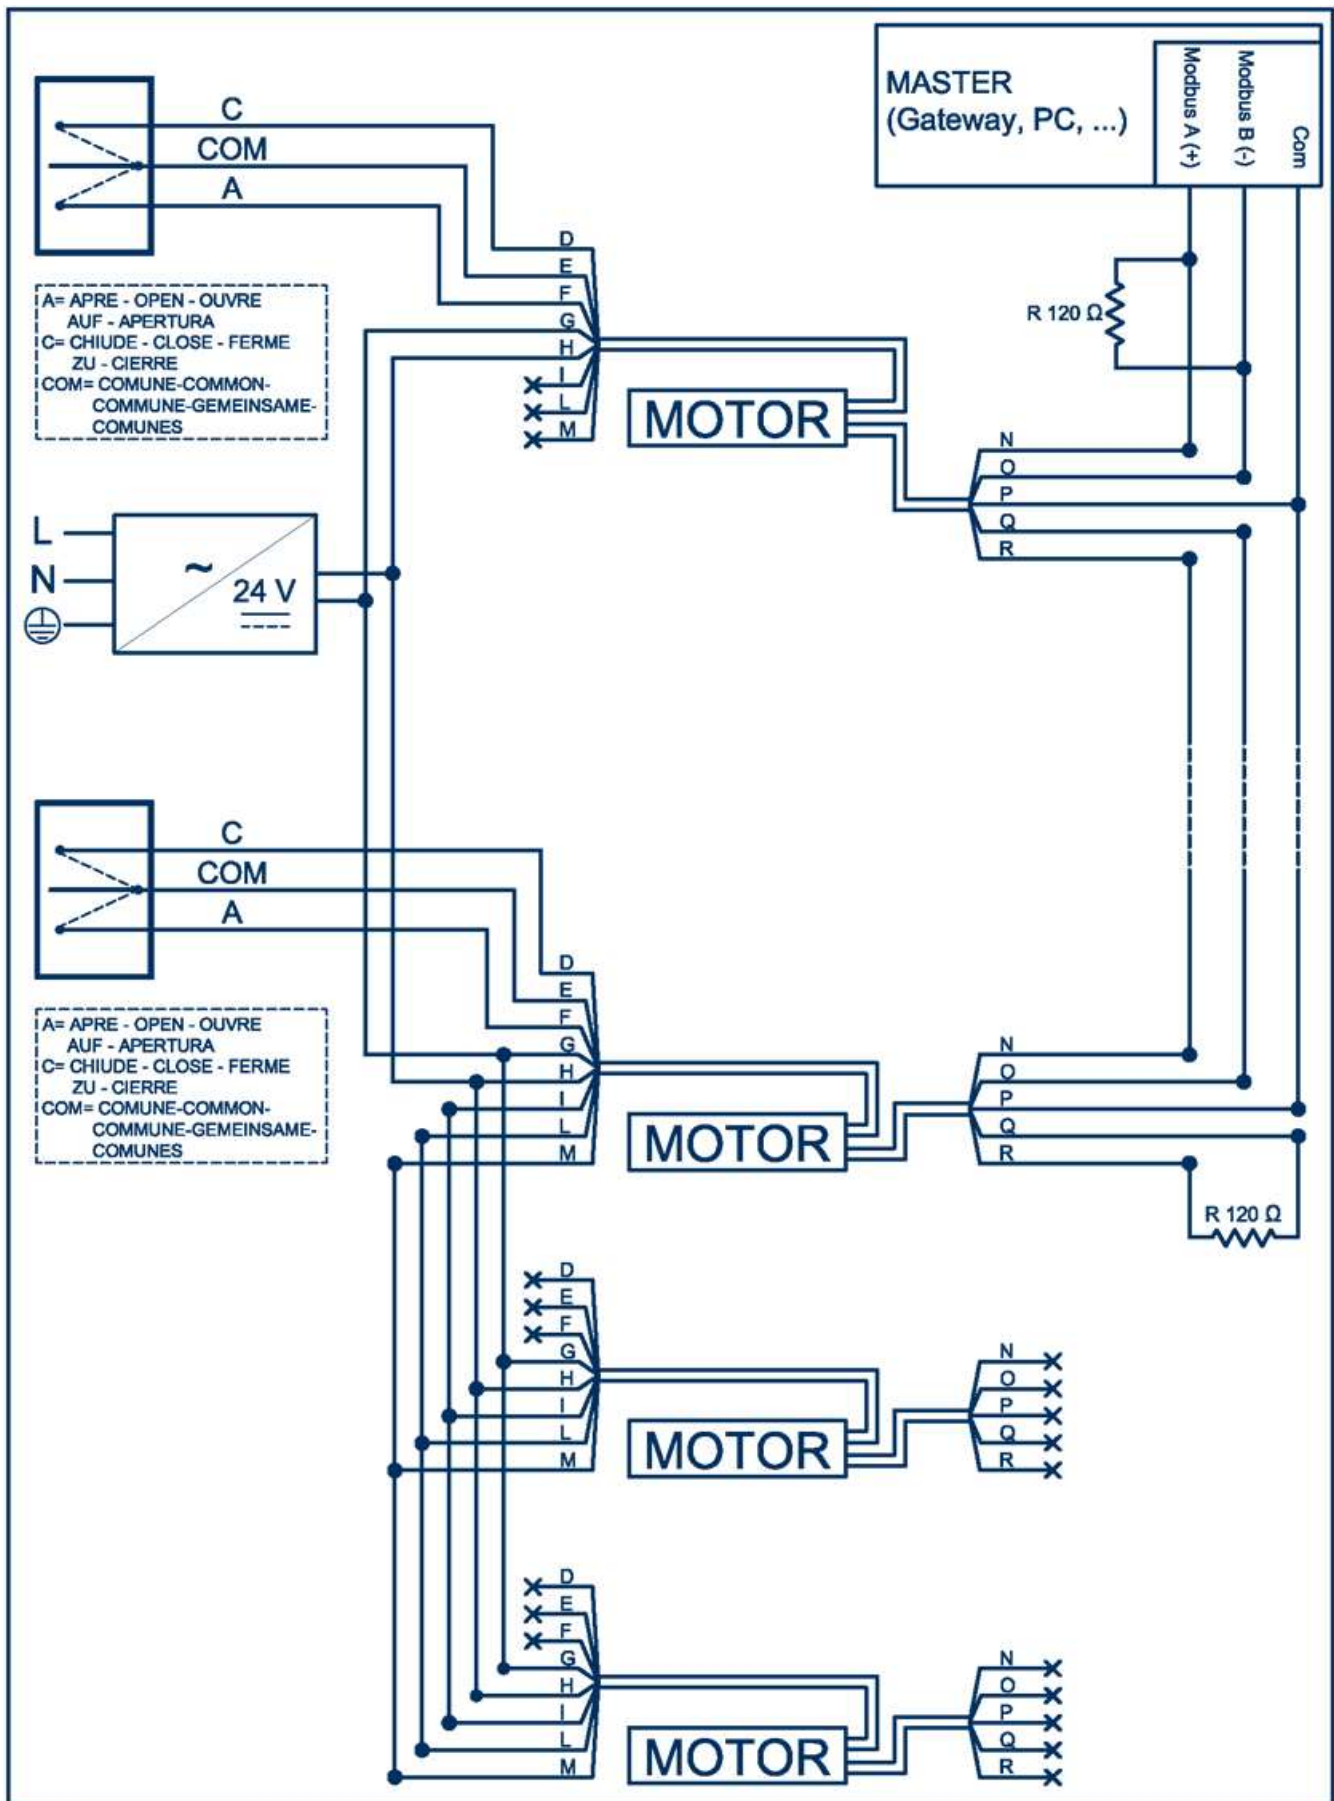 MASTER
(Gateway, PC, ...)
Modbus A (+)
Modbus B (-)
Com
C
COM
A
A= APRE - OPEN - OUVRE
AUF - APERTURA
C= CHIUDE - CLOSE - FERME
ZU - CIERRE
COM= COMUNE-COMMON-
COMMUNE-GEMEINSAME-
COMUNES
D
E
F
G
H
I
L
M
MOTOR
R 120 Ω
N
O
P
Q
R
L
N
~
24 V
C
COM
A
A= APRE - OPEN - OUVRE
AUF - APERTURA
C= CHIUDE - CLOSE - FERME
ZU - CIERRE
COM= COMUNE-COMMON-
COMMUNE-GEMEINSAME-
COMUNES
D
E
F
G
H
I
L
M
MOTOR
N
O
P
Q
R
R 120 Ω
D
E
F
G
H
I
L
M
MOTOR
N
O
P
Q
R
D
E
F
G
H
I
L
M
MOTOR
N
O
P
Q
R